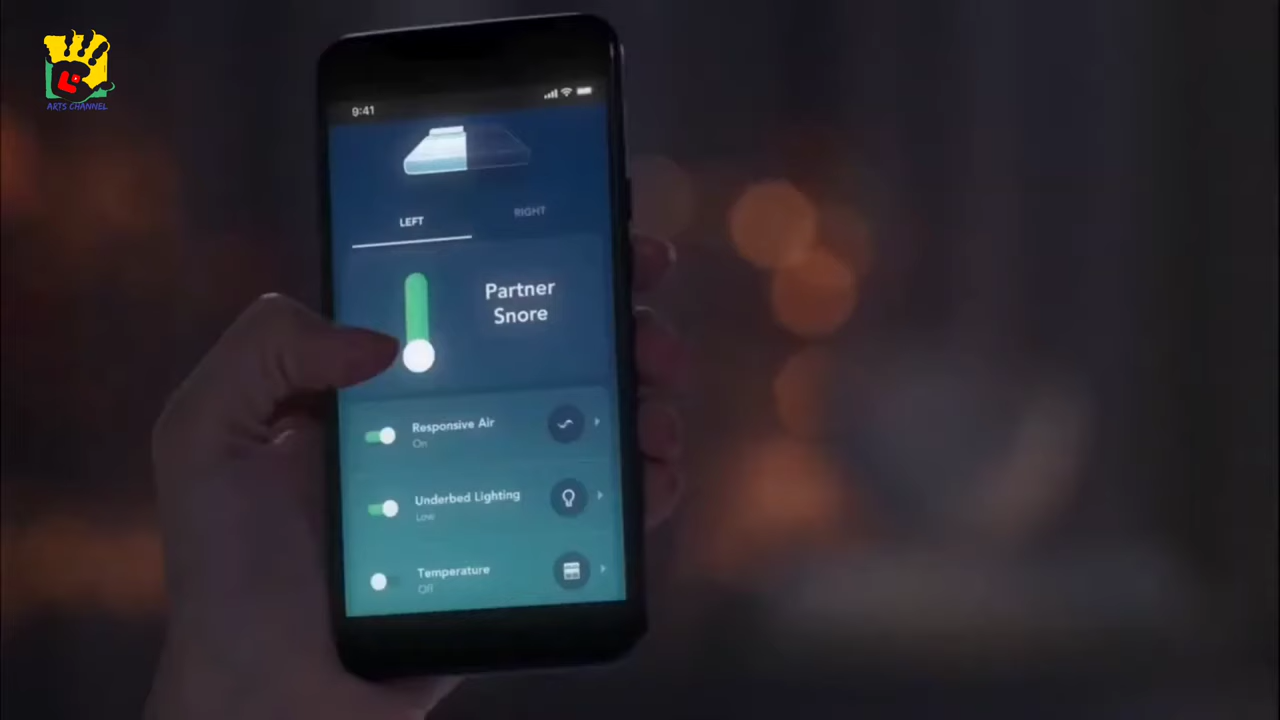 ARTS CHANNEL
9:41
LEFT
RIGHT
Partner
Snore
Responsive Air
On
Underbed Lighting
Low
Temperature
Off